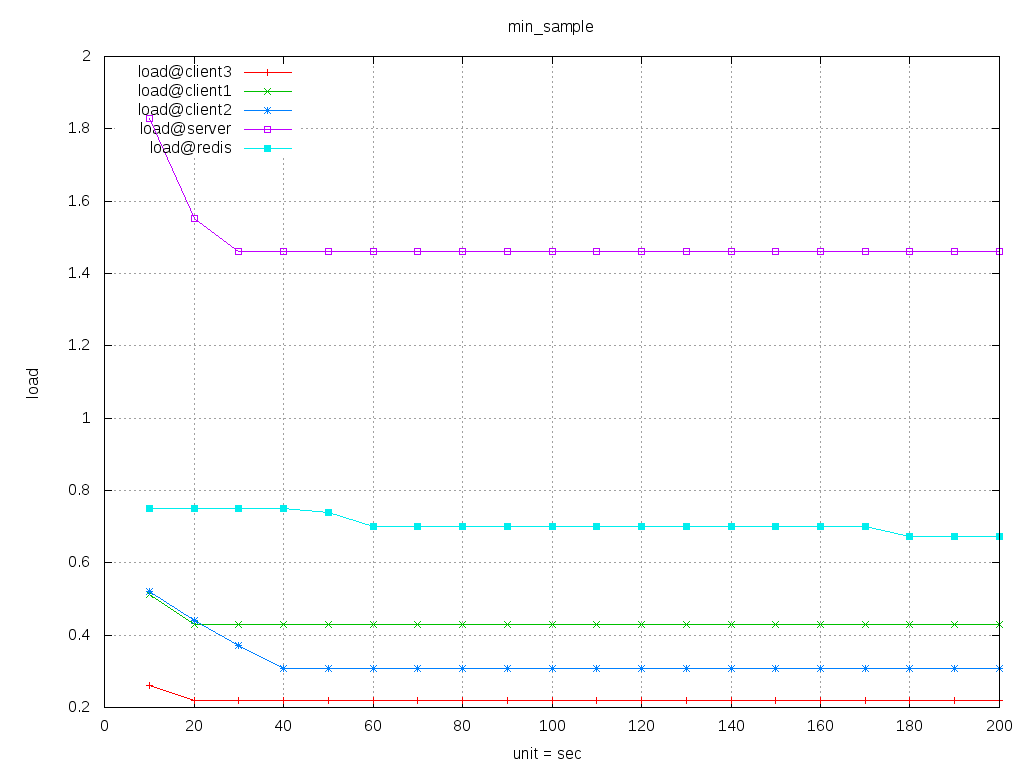 min_sample
load@client3
load@client1
load@client2
load@server
load@redis
2
1.8
1.6
1.4
1.2
1
0.8
0.6
0.4
0.2
load
0 20 40 60 80 100 120 140 160 180 200
unit = sec